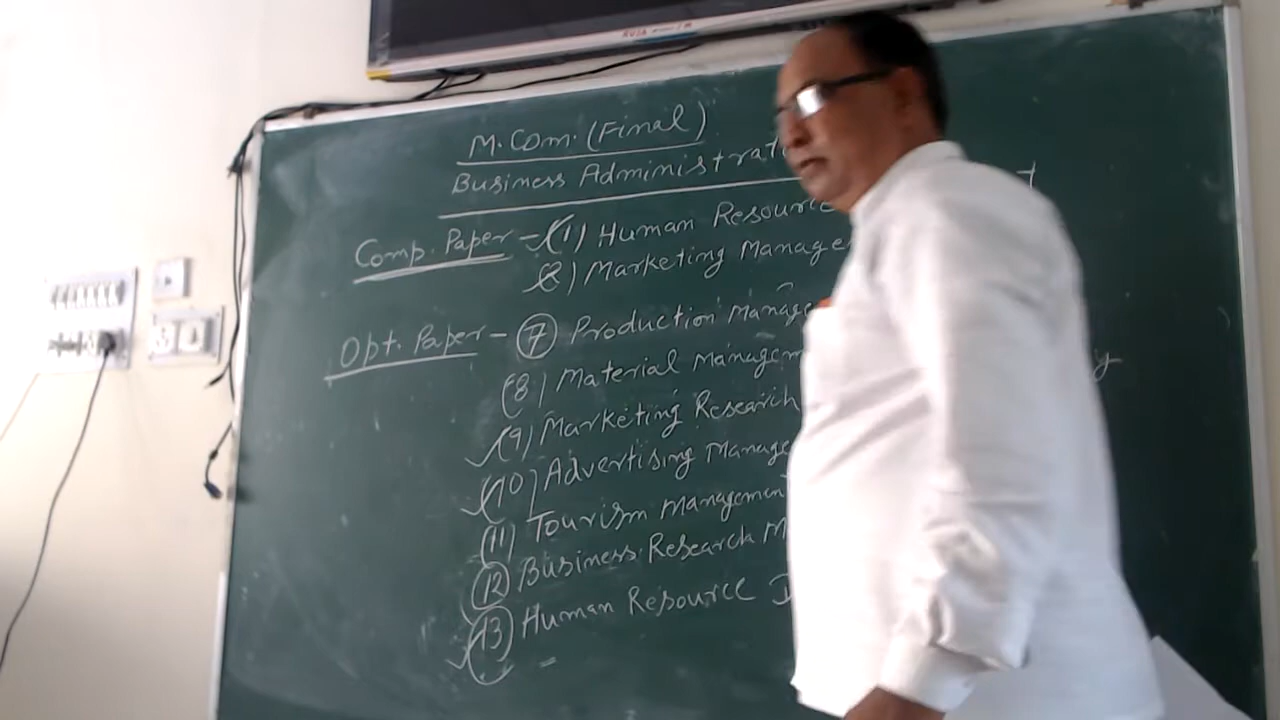 M.Com. (Final)
Business Administrat
Comp. Paper - (1) Human Resource
(2) Marketing Manage
Opt. Paper - (7) Production Manage
(8) Material Managem
(9) Marketing Research
(10) Advertising Manage
(11) Tourism Management
(12) Business Research M
(13) Human Resource